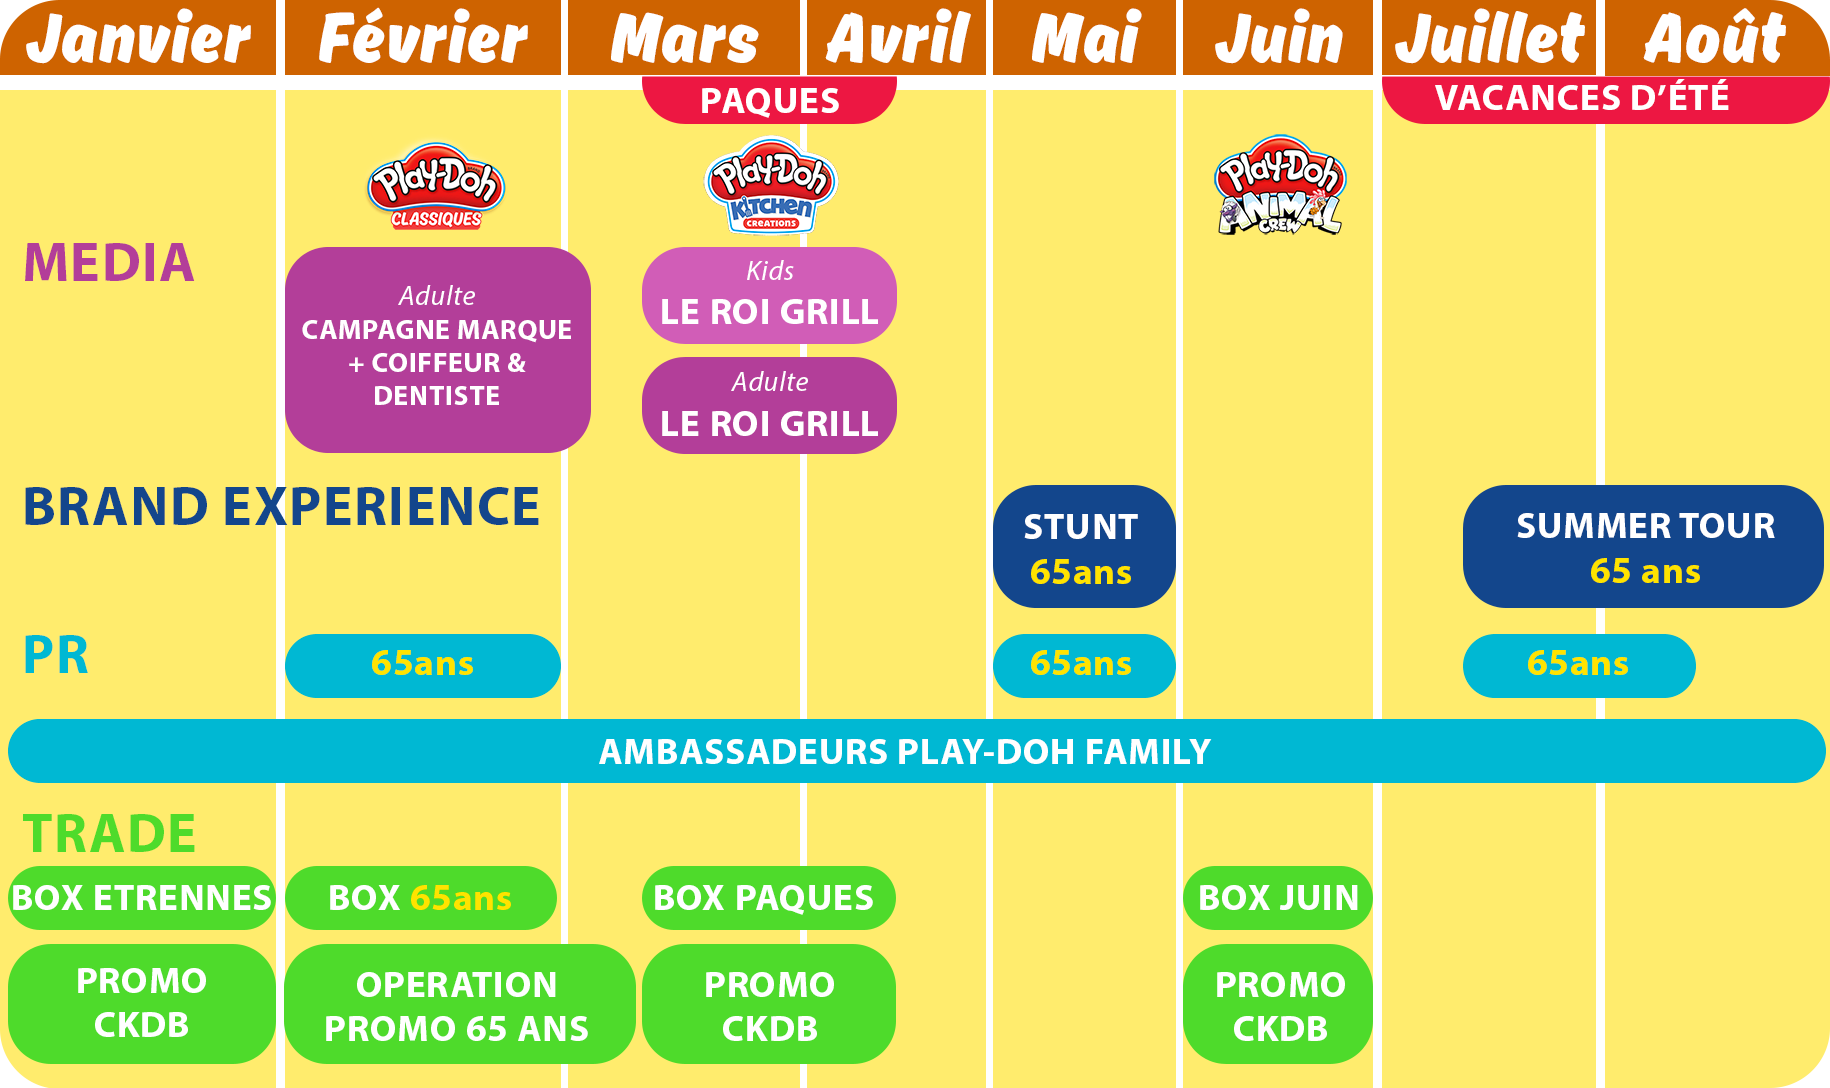 Janvier Février Mars Avril Mai Juin Juillet Août
PAQUES VACANCES D'ÉTÉ
Play-Doh
CLASSIQUES
Play-Doh
KITCHEN
CREATIONS
Play-Doh
ANIMAL
CREW
MEDIA
Adulte
CAMPAGNE MARQUE
+ COIFFEUR &
DENTISTE
Kids
LE ROI GRILL
Adulte
LE ROI GRILL
BRAND EXPERIENCE
STUNT
65ans
SUMMER TOUR
65 ans
PR
65ans 65ans 65ans
AMBASSADEURS PLAY-DOH FAMILY
TRADE
BOX ETRENNES BOX 65ans BOX PAQUES BOX JUIN
PROMO
CKDB
OPERATION
PROMO 65 ANS
PROMO
CKDB
PROMO
CKDB